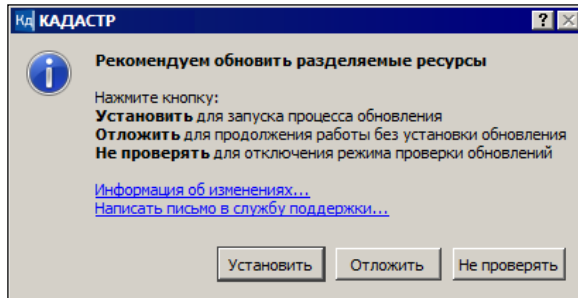 Кд КАДАСТР
Рекомендуем обновить разделяемые ресурсы
Нажмите кнопку:
Установить для запуска процесса обновления
Отложить для продолжения работы без установки обновления
Не проверять для отключения режима проверки обновлений
Информация об изменениях...
Написать письмо в службу поддержки...
Установить Отложить Не проверять